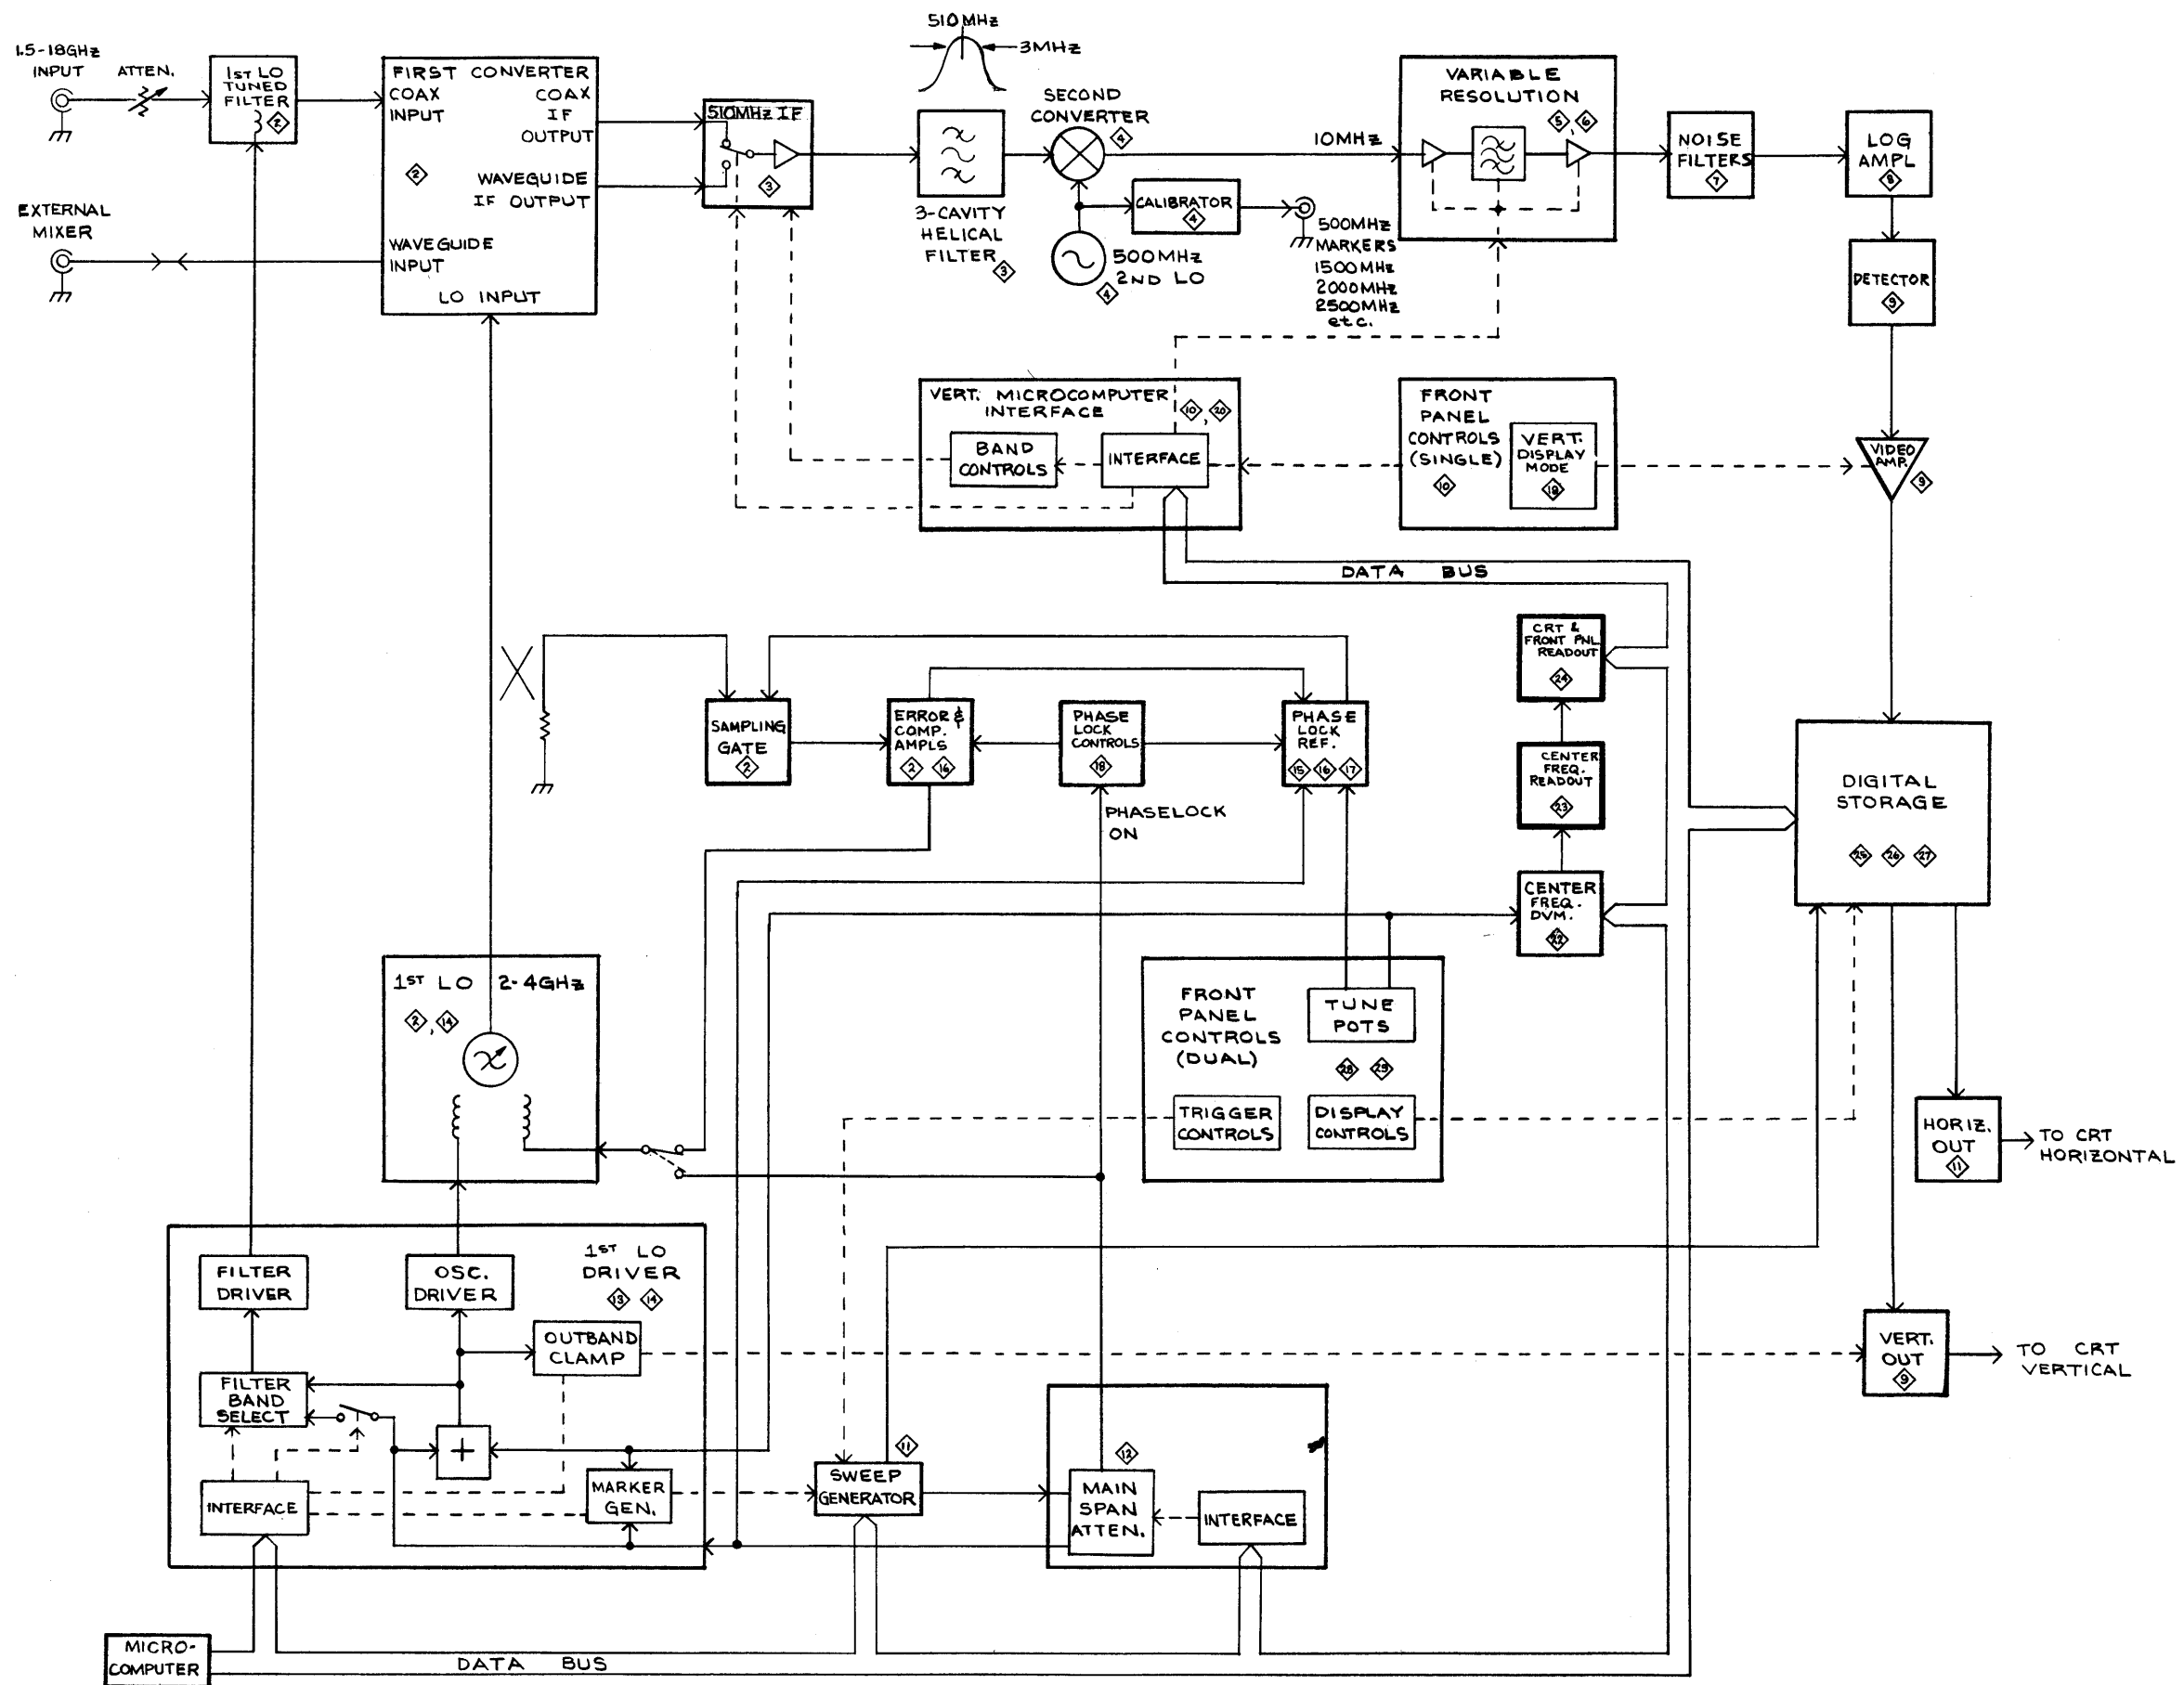 510MHz
3MHz
1.5-18GHz
INPUT
ATTEN.
1ST LO
TUNED
FILTER
2
FIRST CONVERTER
COAX
INPUT
COAX
IF
OUTPUT
2
WAVEGUIDE
IF OUTPUT
WAVEGUIDE
INPUT
LO INPUT
EXTERNAL
MIXER
510MHz IF
3
3-CAVITY
HELICAL
FILTER
3
SECOND
CONVERTER
4
CALIBRATOR
4
500MHz
2ND LO
4
500MHz
MARKERS
1500MHz
2000MHz
2500MHz
etc.
10MHz
VARIABLE
RESOLUTION
5, 6
NOISE
FILTERS
7
LOG
AMPL
8
DETECTOR
9
VIDEO
AMP.
9
VERT. MICROCOMPUTER
INTERFACE
10, 20
BAND
CONTROLS
INTERFACE
FRONT
PANEL
CONTROLS
(SINGLE)
10
VERT.
DISPLAY
MODE
DATA BUS
CRT &
FRONT PNL
READOUT
24
CENTER
FREQ.
READOUT
23
CENTER
FREQ.
DVM.
22
SAMPLING
GATE
2
ERROR &
COMP.
AMPLS
2 16
PHASE
LOCK
CONTROLS
18
PHASE
LOCK
REF.
15 16 17
PHASELOCK
ON
DIGITAL
STORAGE
25 26 27
1ST LO 2-4GHz
2, 14
FRONT
PANEL
CONTROLS
(DUAL)
TUNE
POTS
28 29
TRIGGER
CONTROLS
DISPLAY
CONTROLS
HORIZ.
OUT
11
TO CRT
HORIZONTAL
VERT.
OUT
9
TO CRT
VERTICAL
1ST LO
DRIVER
13 14
FILTER
DRIVER
OSC.
DRIVER
OUTBAND
CLAMP
FILTER
BAND
SELECT
+
INTERFACE
MARKER
GEN.
11
SWEEP
GENERATOR
12
MAIN
SPAN
ATTEN.
INTERFACE
MICRO-
COMPUTER
DATA BUS